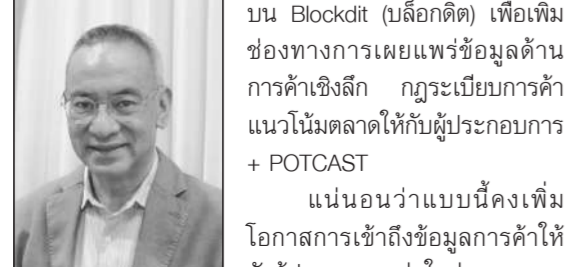 บน Blockdit (บล็อกดิต) เพื่อเพิ่ม
ช่องทางการเผยแพร่ข้อมูลด้าน
การค้าเชิงลึก กฎระเบียบการค้า
แนวโน้มตลาดให้กับผู้ประกอบการ
+ POTCAST
แน่นอนว่าแบบนี้คงเพิ่ม
โอกาสการเข้าถึงข้อมูลการค้าให้